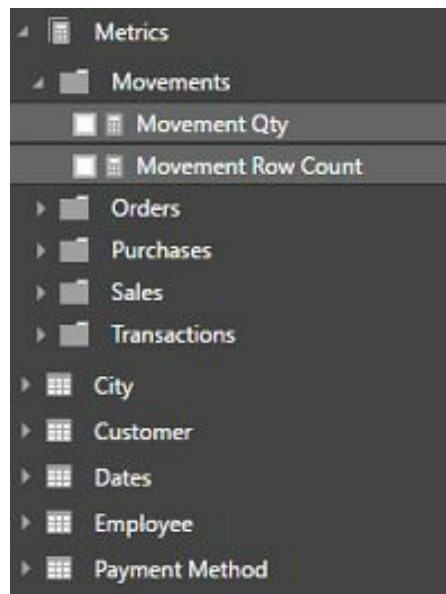 Metrics
Movements
Movement Qty
Movement Row Count
Orders
Purchases
Sales
Transactions
City
Customer
Dates
Employee
Payment Method